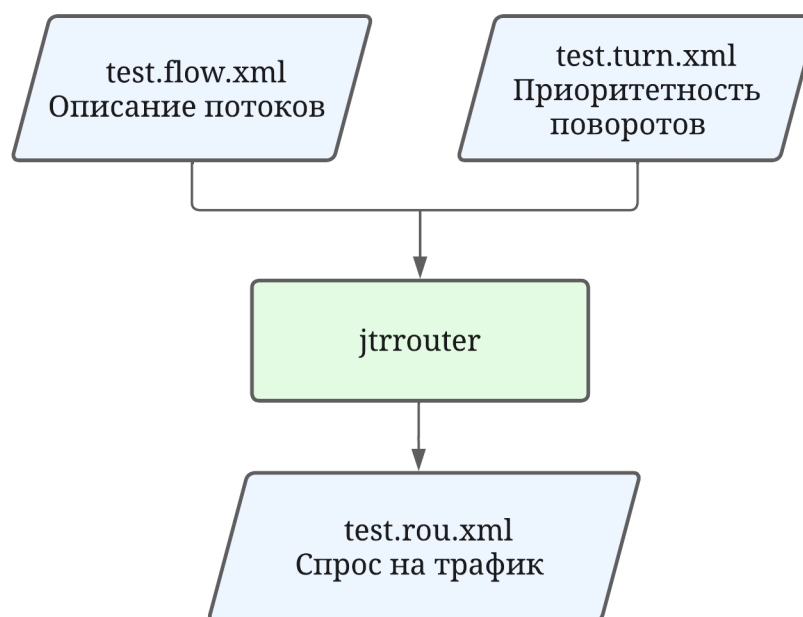 test.flow.xml
Описание потоков
test.turn.xml
Приоритетность
поворотов
jtrrouter
test.rou.xml
Спрос на трафик